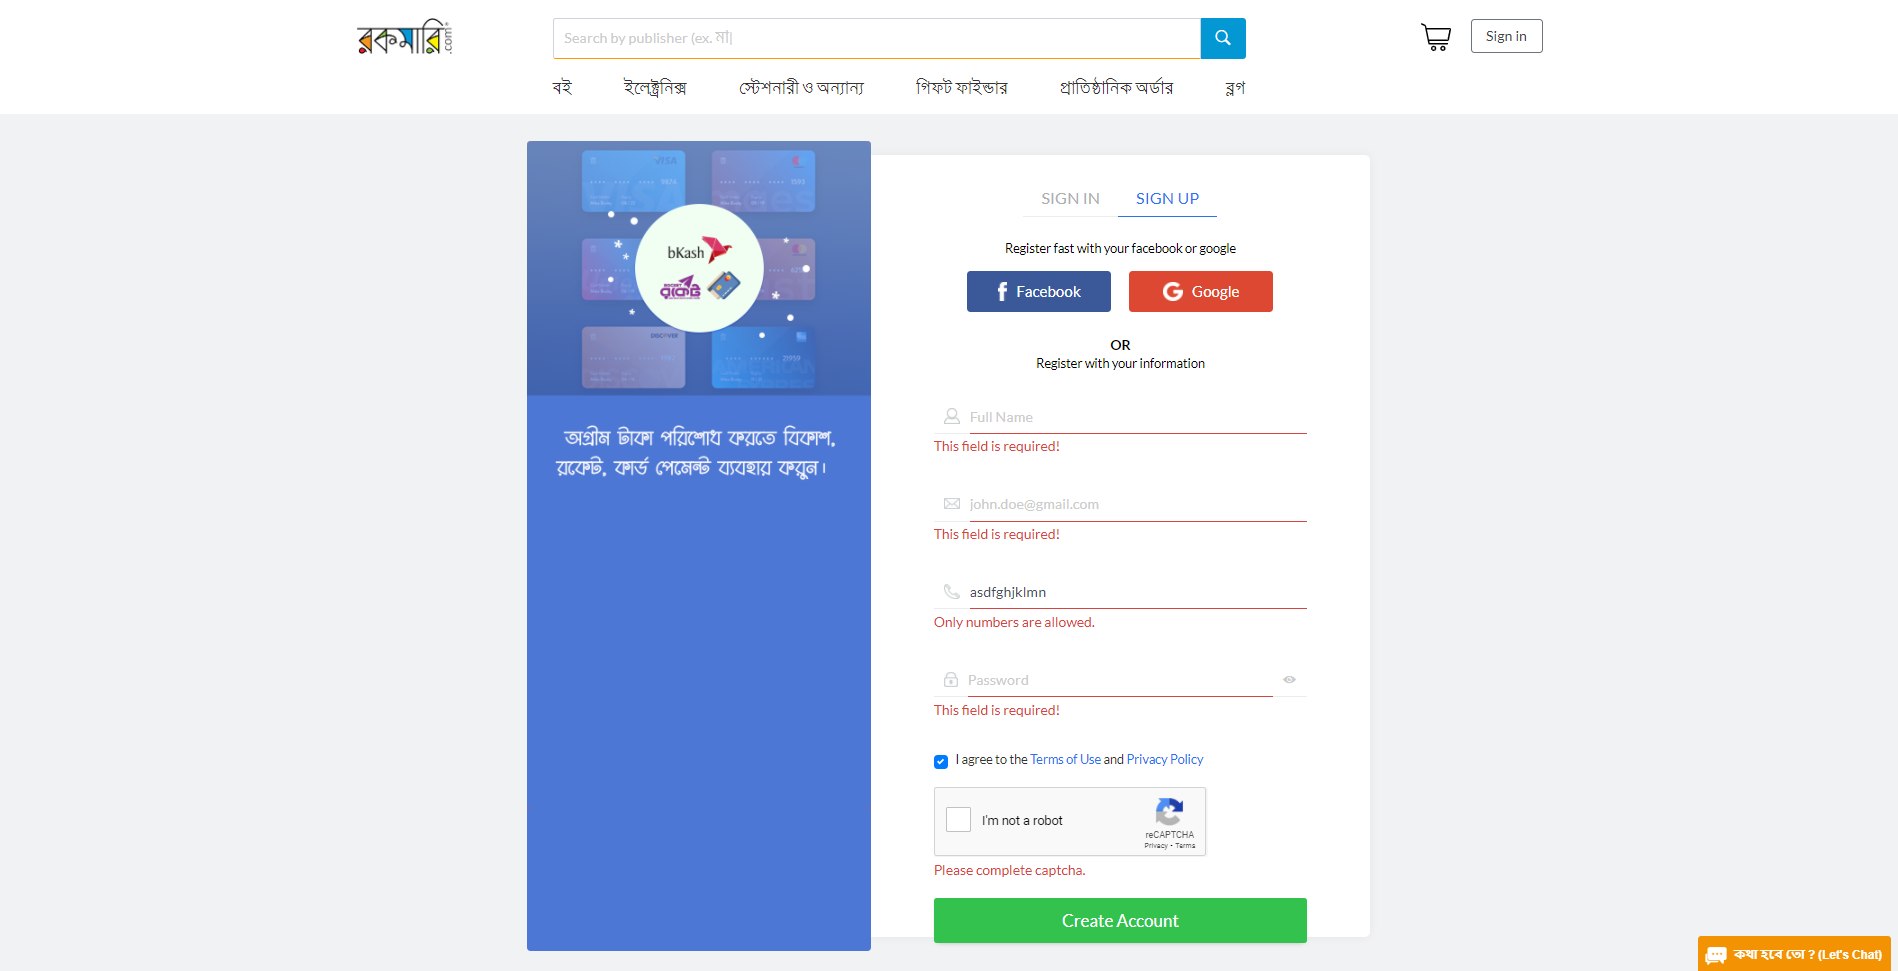 রকমারি.com
Search by publisher (ex. মা|
Sign in
বই
ইলেক্ট্রনিক্স
স্টেশনারী ও অন্যান্য
গিফট ফাইন্ডার
প্রাতিষ্ঠানিক অর্ডার
ব্লগ
VISA
bKash
ROCKET
রকেট
DISCOVER
অগ্রীম টাকা পরিশোধ করতে বিকাশ,
রকেট, কার্ড পেমেন্ট ব্যবহার করুন।
SIGN IN
SIGN UP
Register fast with your facebook or google
Facebook
Google
OR
Register with your information
Full Name
This field is required!
john.doe@gmail.com
This field is required!
asdfghjklmn
Only numbers are allowed.
Password
This field is required!
I agree to the Terms of Use and Privacy Policy
I'm not a robot
reCAPTCHA
Privacy - Terms
Please complete captcha.
Create Account
কথা হবে তো ? (Let's Chat)